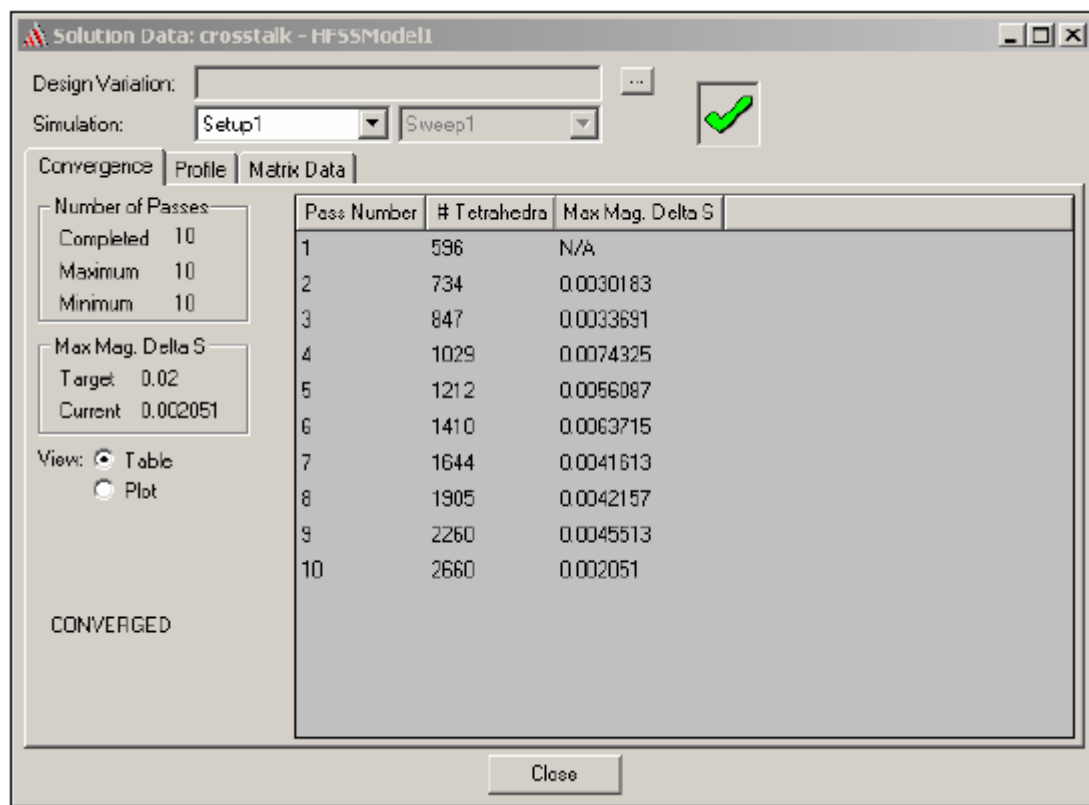 Solution Data: crosstalk - HFSSModel1
Design Variation:
...
Simulation: Setup1 Sweep1
Convergence Profile Matrix Data
Number of Passes
Completed 10
Maximum 10
Minimum 10
Max Mag. Delta S
Target 0.02
Current 0.002051
View: Table
Plot
CONVERGED
Pass Number # Tetrahedra Max Mag. Delta S
1 596 N/A
2 734 0.0030183
3 847 0.0033691
4 1029 0.0074325
5 1212 0.0056087
6 1410 0.0063715
7 1644 0.0041613
8 1905 0.0042157
9 2260 0.0045513
10 2660 0.002051
Close